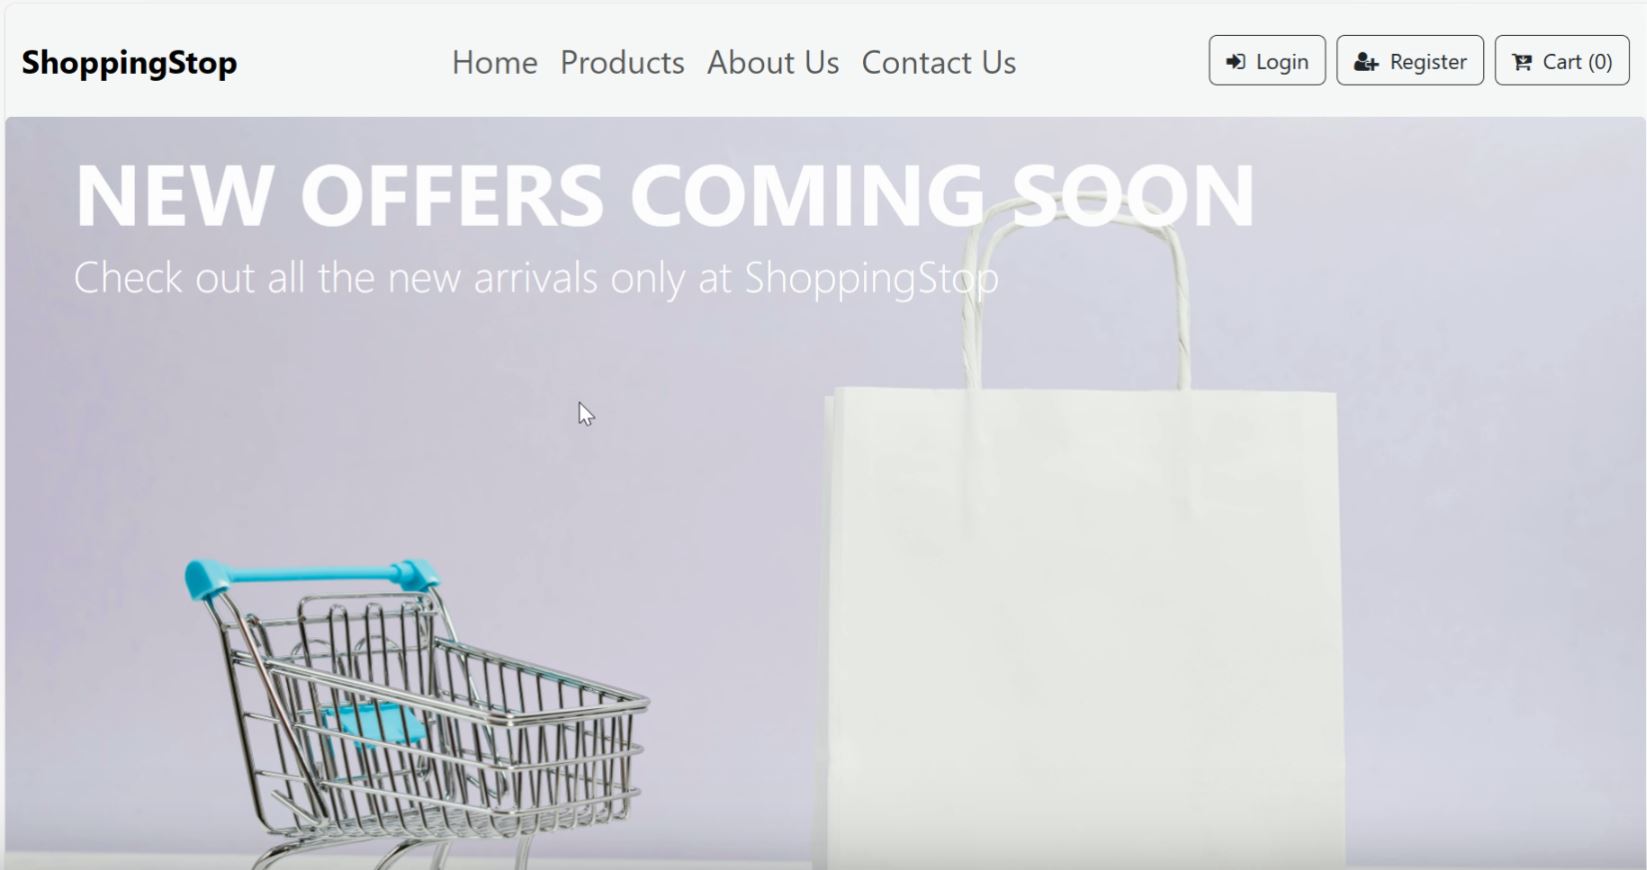 ShoppingStop
Home Products About Us Contact Us
Login Register Cart (0)
NEW OFFERS COMING SOON
Check out all the new arrivals only at ShoppingStop